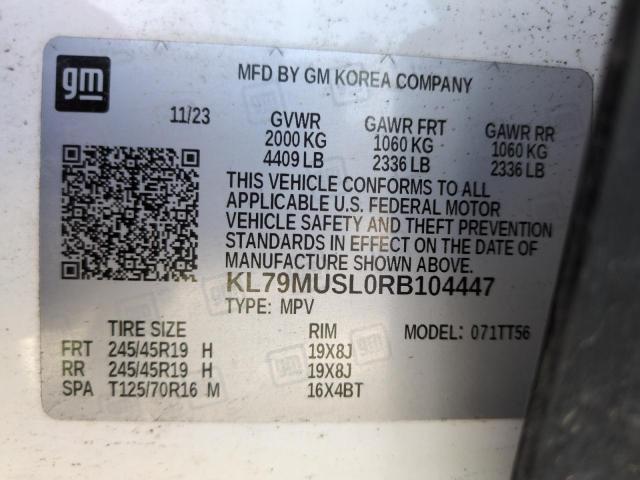 gm
MFD BY GM KOREA COMPANY
11/23 GVWR GAWR FRT GAWR RR
2000 KG 1060 KG 1060 KG
4409 LB 2336 LB 2336 LB
THIS VEHICLE CONFORMS TO ALL
APPLICABLE U.S. FEDERAL MOTOR
VEHICLE SAFETY AND THEFT PREVENTION
STANDARDS IN EFFECT ON THE DATE OF
MANUFACTURE SHOWN ABOVE.
KL79MUSL0RB104447
TYPE: MPV
TIRE SIZE RIM MODEL: 071TT56
FRT 245/45R19 H 19X8J
RR 245/45R19 H 19X8J
SPA T125/70R16 M 16X4BT